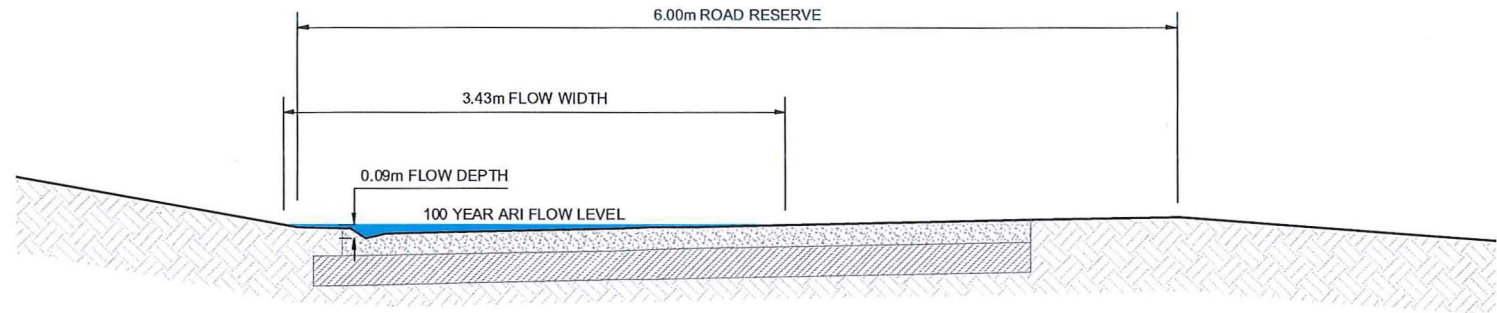 6.00m ROAD RESERVE
3.43m FLOW WIDTH
0.09m FLOW DEPTH
100 YEAR ARI FLOW LEVEL